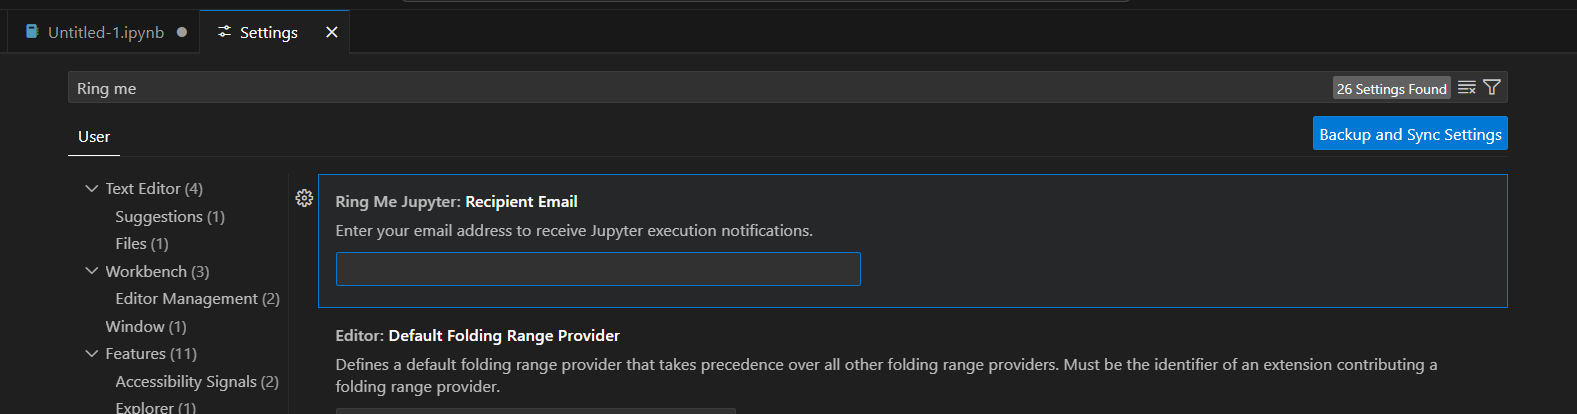 Untitled-1.ipynb
Settings
Ring me
26 Settings Found
User
Backup and Sync Settings
Text Editor (4)
Suggestions (1)
Files (1)
Workbench (3)
Editor Management (2)
Window (1)
Features (11)
Accessibility Signals (2)
Explorer (1)
Ring Me Jupyter: Recipient Email
Enter your email address to receive Jupyter execution notifications.
Editor: Default Folding Range Provider
Defines a default folding range provider that takes precedence over all other folding range providers. Must be the identifier of an extension contributing a
folding range provider.